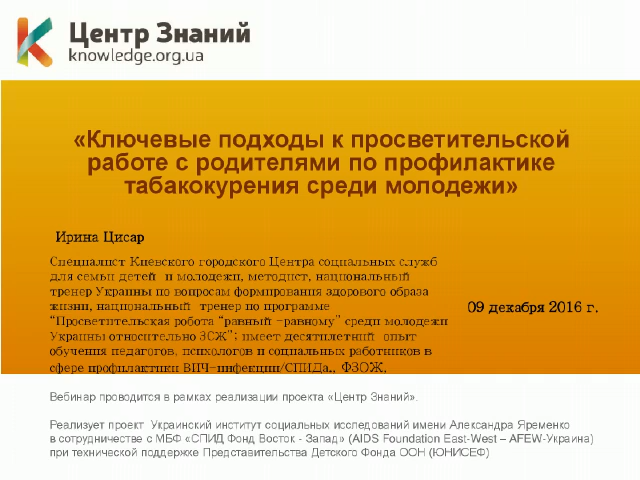 Центр Знаний
knowledge.org.ua
«Ключевые подходы к просветительской
работе с родителями по профилактике
табакокурения среди молодежи»
Ирина Цисар
Специалист Киевского городского Центра социальных служб
для семьи детей и молодежи, методист, национальный
тренер Украины по вопросам формирования здорового образа
жизни, национальный тренер по программе
“Просветительская робота “равный -равному” среди молодежи
Украины относительно ЗОЖ”; имеет десятилетний опыт
обучения педагогов, психологов и социальных работников в
сфере профилактики ВИЧ-инфекции/СПИДа., ФЗОЖ.
09 декабря 2016 г.
Вебинар проводится в рамках реализации проекта «Центр Знаний».
Реализует проект Украинский институт социальных исследований имени Александра Яременко
в сотрудничестве с МБФ «СПИД Фонд Восток - Запад» (AIDS Foundation East-West – AFEW-Украина)
при технической поддержке Представительства Детского Фонда ООН (ЮНИСЕФ)